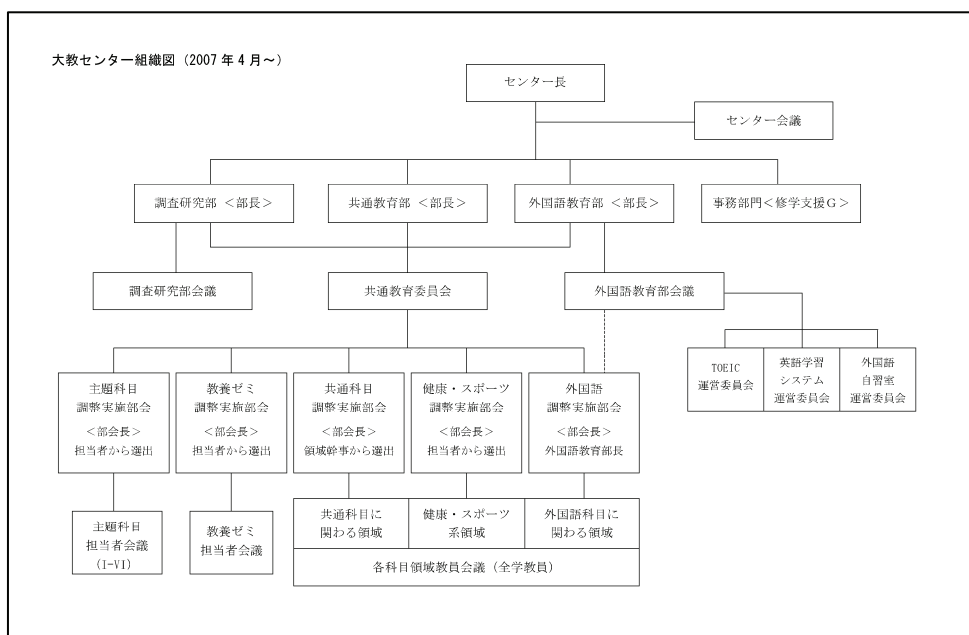 大教センター組織図（2007年4月～）
センター長
センター会議
調査研究部 ＜部長＞
共通教育部 ＜部長＞
外国語教育部 ＜部長＞
事務部門＜修学支援Ｇ＞
調査研究部会議
共通教育委員会
外国語教育部会議
TOEIC
運営委員会
英語学習
システム
運営委員会
外国語
自習室
運営委員会
主題科目
調整実施部会
＜部会長＞
担当者から選出
教養ゼミ
調整実施部会
＜部会長＞
担当者から選出
共通科目
調整実施部会
＜部会長＞
領域幹事から選出
健康・スポーツ
調整実施部会
＜部会長＞
担当者から選出
外国語
調整実施部会
＜部会長＞
外国語教育部長
主題科目
担当者会議
(I-VI)
教養ゼミ
担当者会議
共通科目に
関わる領域
健康・スポーツ
系領域
外国語科目に
関わる領域
各科目領域教員会議（全学教員）